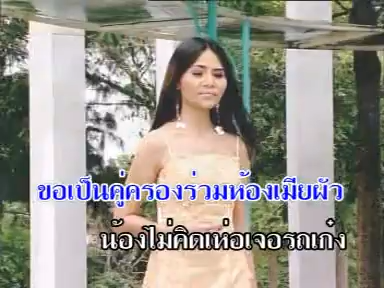 ขอเป็นคู่ครองร่วมห้องเมียผัว
น้องไม่คิดเห่อเจอรถเก๋ง